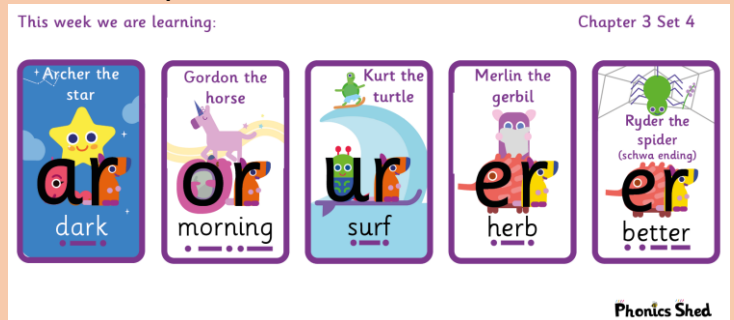 This week we are learning:
Chapter 3 Set 4
Archer the
star
ar
dark
Gordon the
horse
or
morning
Kurt the
turtle
ur
surf
Merlin the
gerbil
er
herb
Ryder the
spider
(schwa ending)
er
better
Phonics Shed